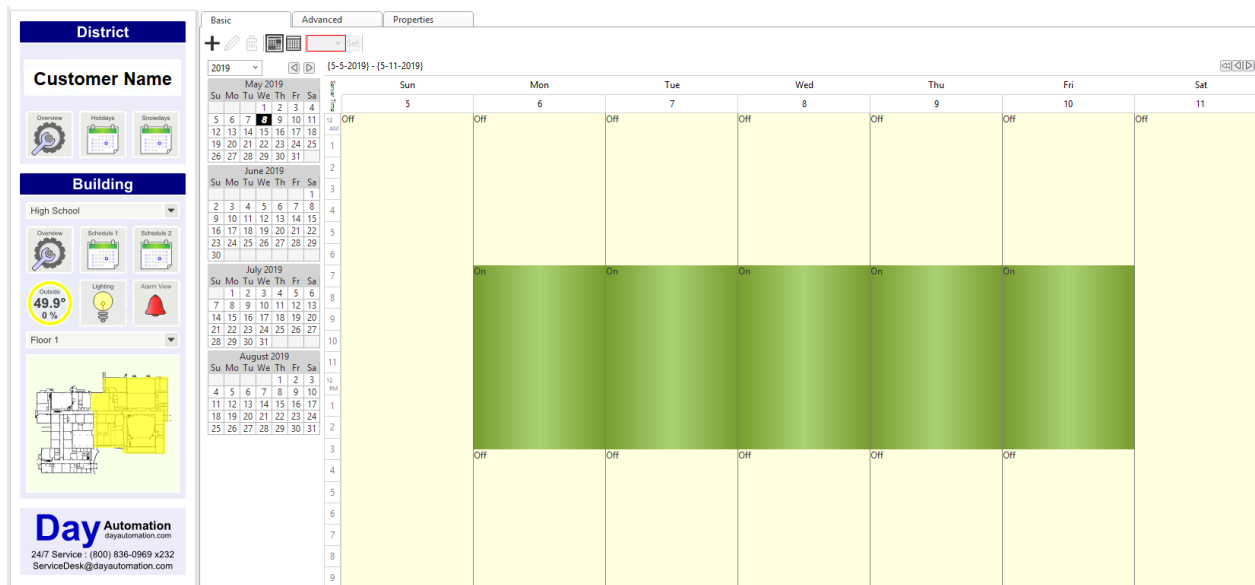 District
Customer Name
Overview Holidays Snowdays
Building
High School
Overview Schedule 1 Schedule 2
Outside Lighting Alarm View
49.9°
0 %
Floor 1
Day Automation
dayautomation.com
24/7 Service : (800) 836-0969 x232
ServiceDesk@dayautomation.com
Basic Advanced Properties
Set
2019
{5-5-2019} - {5-11-2019}
May 2019
Su Mo Tu We Th Fr Sa
1 2 3 4
5 6 7 8 9 10 11
12 13 14 15 16 17 18
19 20 21 22 23 24 25
26 27 28 29 30 31
June 2019
Su Mo Tu We Th Fr Sa
1
2 3 4 5 6 7 8
9 10 11 12 13 14 15
16 17 18 19 20 21 22
23 24 25 26 27 28 29
30
July 2019
Su Mo Tu We Th Fr Sa
1 2 3 4 5 6
7 8 9 10 11 12 13
14 15 16 17 18 19 20
21 22 23 24 25 26 27
28 29 30 31
August 2019
Su Mo Tu We Th Fr Sa
1 2 3
4 5 6 7 8 9 10
11 12 13 14 15 16 17
18 19 20 21 22 23 24
25 26 27 28 29 30 31
Server Time
Sun Mon Tue Wed Thu Fri Sat
5 6 7 8 9 10 11
12 AM
Off Off Off Off Off Off Off
1
2
3
4
5
6
7
On On On On On
8
9
10
11
12 PM
1
2
3
Off Off Off Off Off
4
5
6
7
8
9